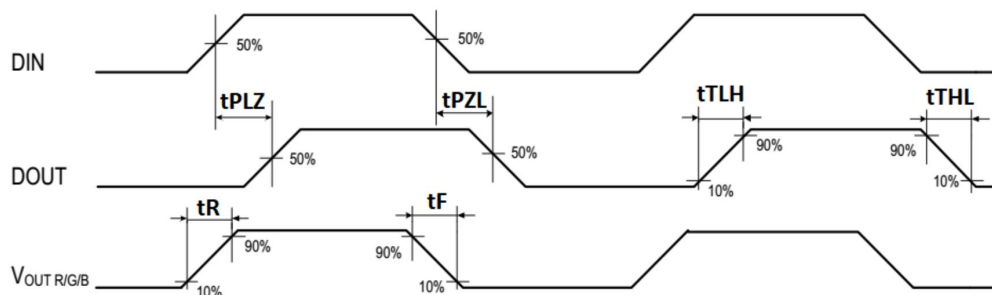 DIN
50%
50%
tPLZ
tPZL
tTLH
tTHL
DOUT
50%
50%
90%
90%
10%
10%
tR
tF
VOUT R/G/B
90%
90%
10%
10%